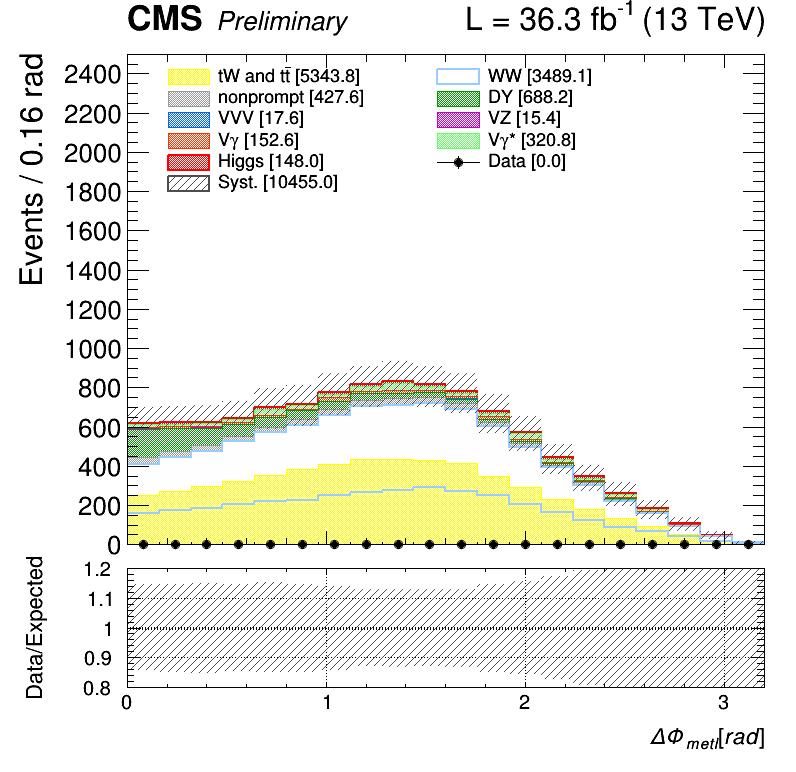 CMS Preliminary L = 36.3 fb⁻¹ (13 TeV)
Events / 0.16 rad
2400
2200
2000
1800
1600
1400
1200
1000
800
600
400
200
0
tW and tt̄ [5343.8]
WW [3489.1]
nonprompt [427.6]
DY [688.2]
VVV [17.6]
VZ [15.4]
Vγ [152.6]
Vγ* [320.8]
Higgs [148.0]
Data [0.0]
Syst. [10455.0]
Data/Expected
1.2
1.1
1
0.9
0.8
0 1 2 3
ΔΦ metl[rad]